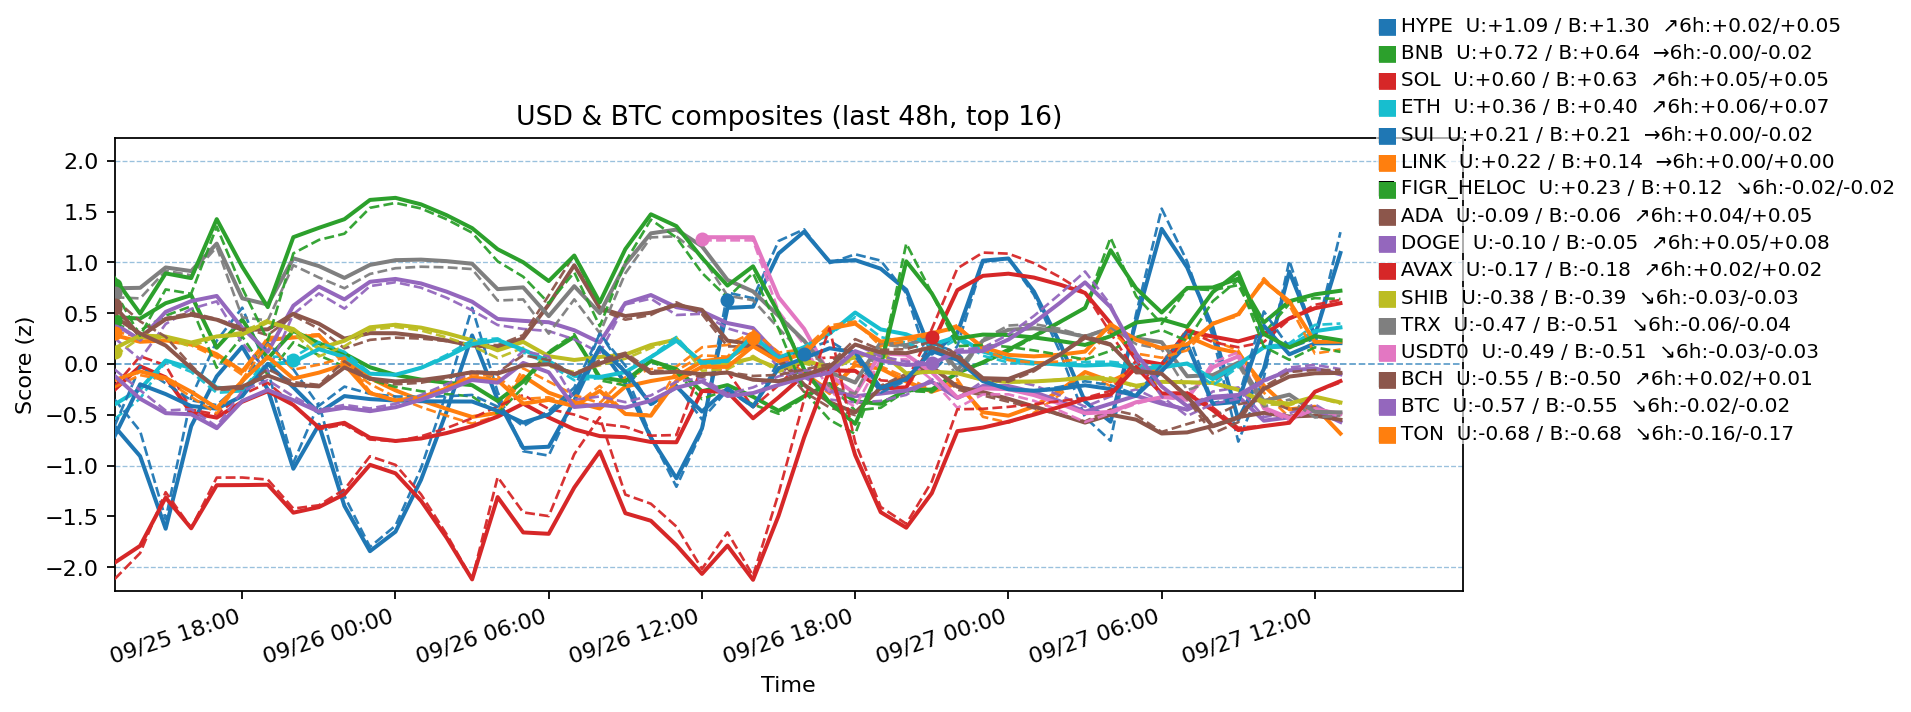 HYPE  U:+1.09 / B:+1.30  ↗6h:+0.02/+0.05
BNB  U:+0.72 / B:+0.64  →6h:-0.00/-0.02
SOL  U:+0.60 / B:+0.63  ↗6h:+0.05/+0.05
ETH  U:+0.36 / B:+0.40  ↗6h:+0.06/+0.07
SUI  U:+0.21 / B:+0.21  →6h:+0.00/-0.02
LINK  U:+0.22 / B:+0.14  →6h:+0.00/+0.00
FIGR_HELOC  U:+0.23 / B:+0.12  ↘6h:-0.02/-0.02
ADA  U:-0.09 / B:-0.06  ↗6h:+0.04/+0.05
DOGE  U:-0.10 / B:-0.05  ↗6h:+0.05/+0.08
AVAX  U:-0.17 / B:-0.18  ↗6h:+0.02/+0.02
SHIB  U:-0.38 / B:-0.39  ↘6h:-0.03/-0.03
TRX  U:-0.47 / B:-0.51  ↘6h:-0.06/-0.04
USDT0  U:-0.49 / B:-0.51  ↘6h:-0.03/-0.03
BCH  U:-0.55 / B:-0.50  ↗6h:+0.02/+0.01
BTC  U:-0.57 / B:-0.55  ↘6h:-0.02/-0.02
TON  U:-0.68 / B:-0.68  ↘6h:-0.16/-0.17
USD & BTC composites (last 48h, top 16)
Score (z)
2.0
1.5
1.0
0.5
0.0
−0.5
−1.0
−1.5
−2.0
09/25 18:00
09/26 00:00
09/26 06:00
09/26 12:00
09/26 18:00
09/27 00:00
09/27 06:00
09/27 12:00
Time